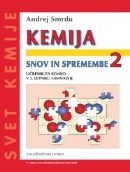 Andrej Smrdu
KEMIJA
SNOV IN SPREMEMBE 2
UČBENIK ZA KEMIJO
V 2. LETNIKU GIMNAZIJE
SVET KEMIJE